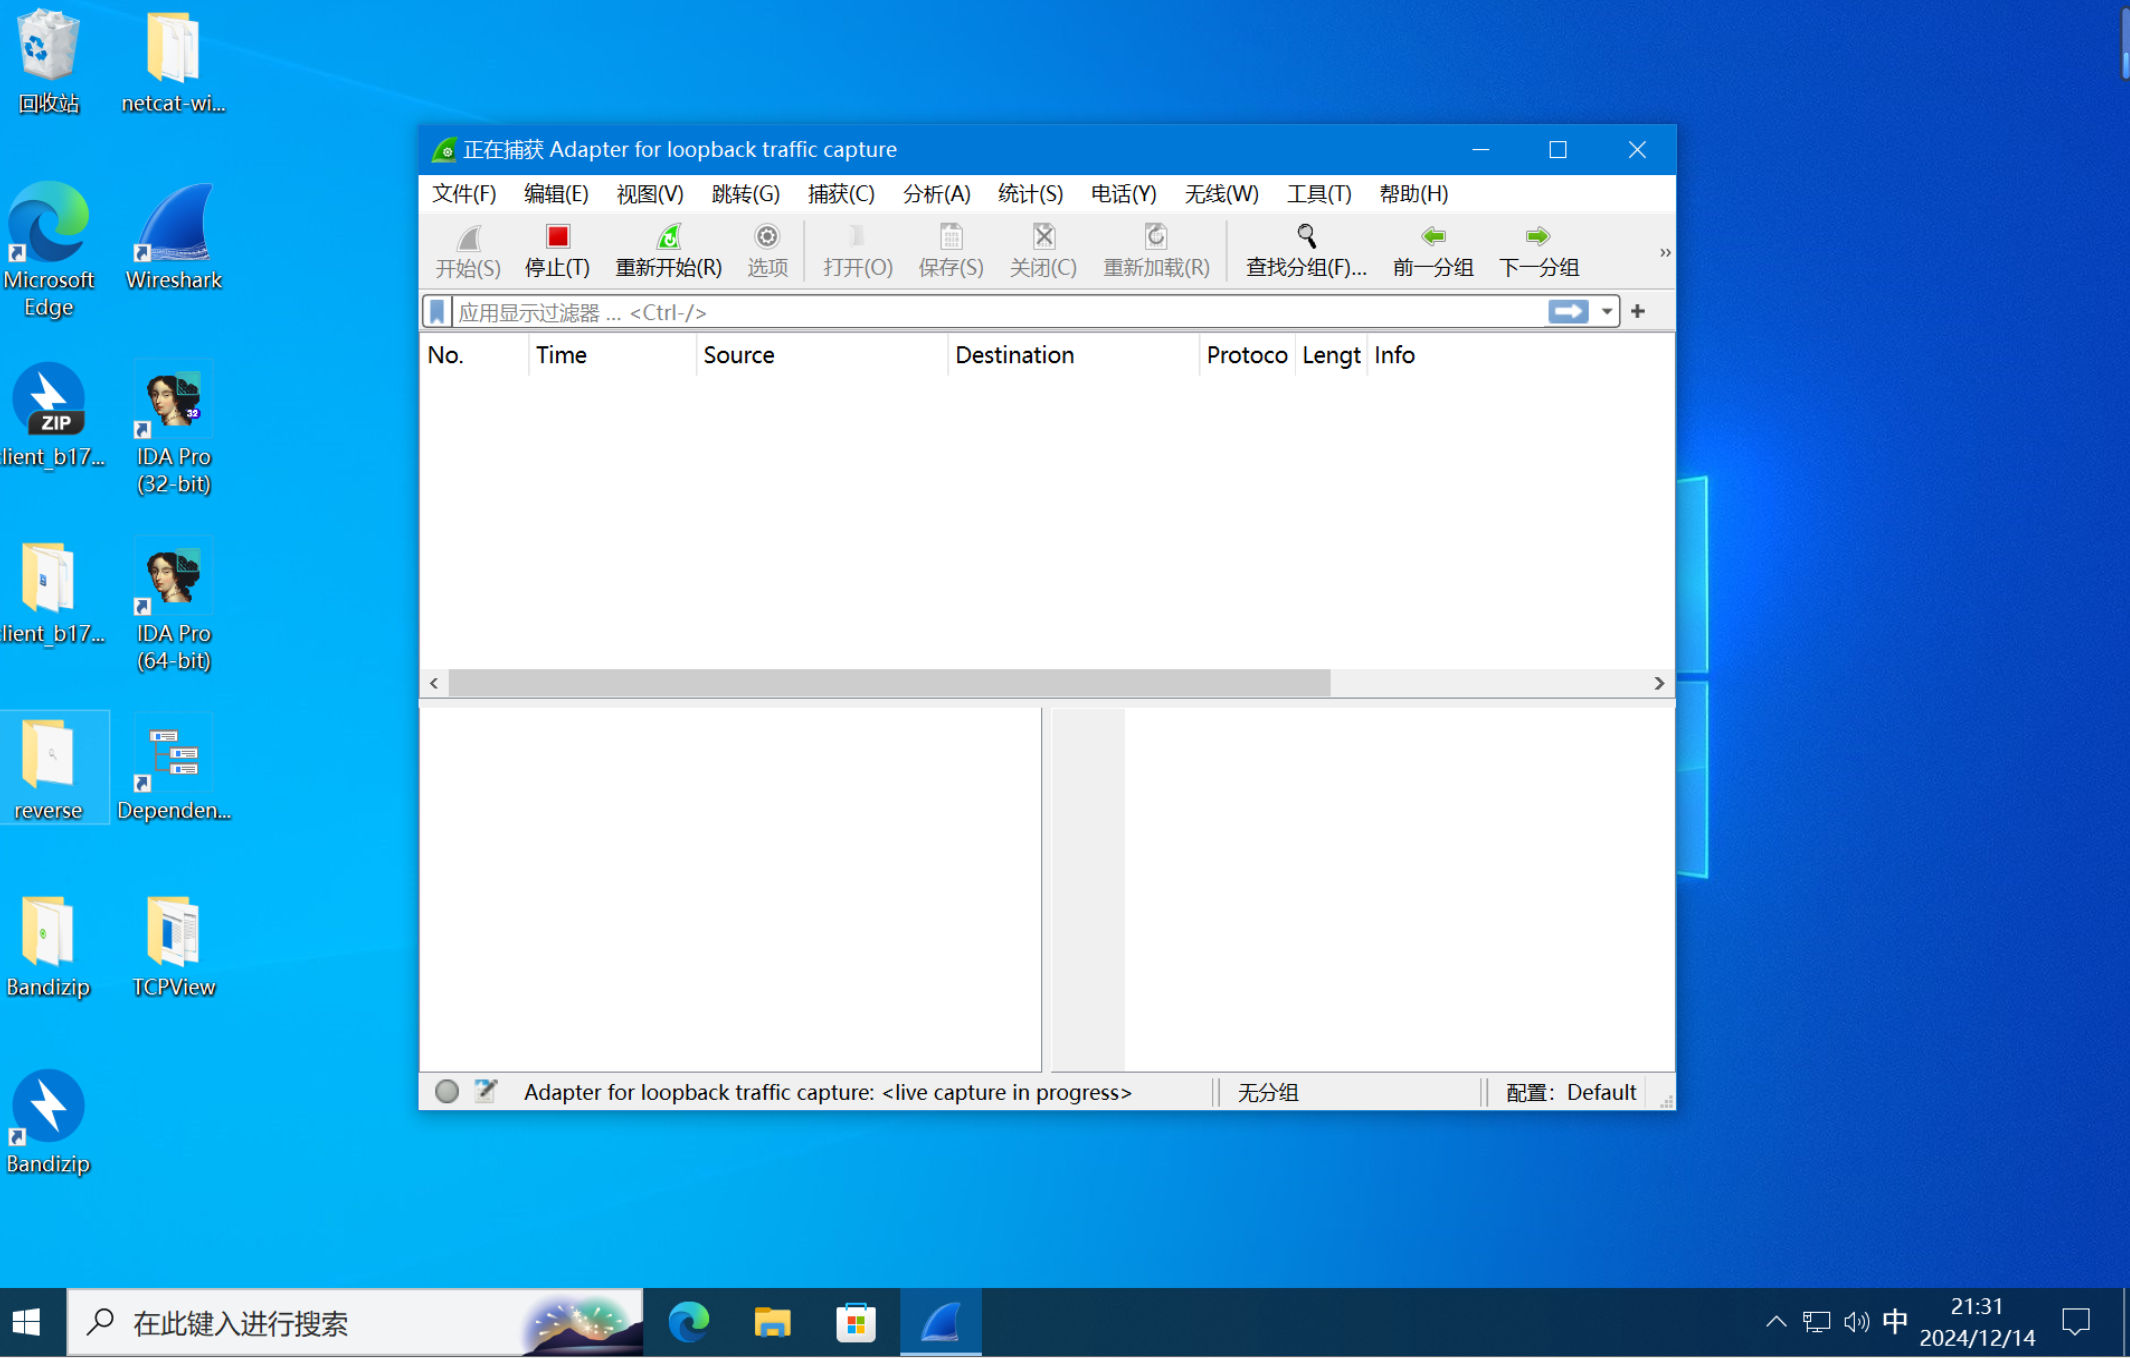 回收站
netcat-wi...
Microsoft
Edge
Wireshark
ZIP
lient_b17...
32
IDA Pro
(32-bit)
lient_b17...
IDA Pro
(64-bit)
reverse
Dependen...
Bandizip
TCPView
Bandizip
正在捕获 Adapter for loopback traffic capture
文件(F) 编辑(E) 视图(V) 跳转(G) 捕获(C) 分析(A) 统计(S) 电话(Y) 无线(W) 工具(T) 帮助(H)
开始(S) 停止(T) 重新开始(R) 选项 打开(O) 保存(S) 关闭(C) 重新加载(R) 查找分组(F)... 前一分组 下一分组 »
应用显示过滤器 ... <Ctrl-/>
No. Time Source Destination Protoco Lengt Info
Adapter for loopback traffic capture: <live capture in progress> 无分组 配置: Default
在此键入进行搜索
中
21:31
2024/12/14